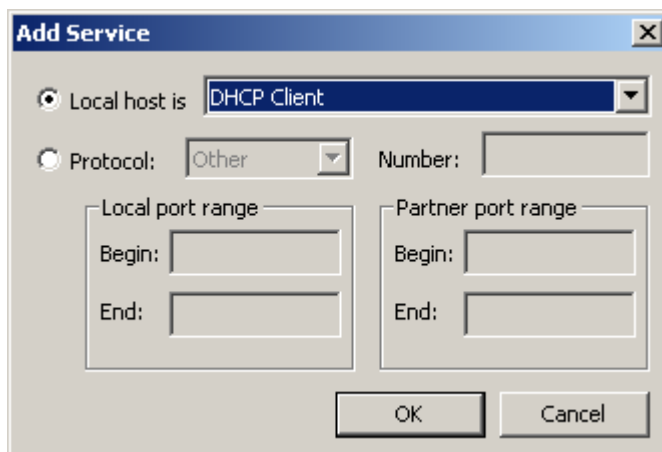 Add Service
Local host is DHCP Client
Protocol: Other Number:
Local port range Partner port range
Begin: Begin:
End: End:
OK Cancel